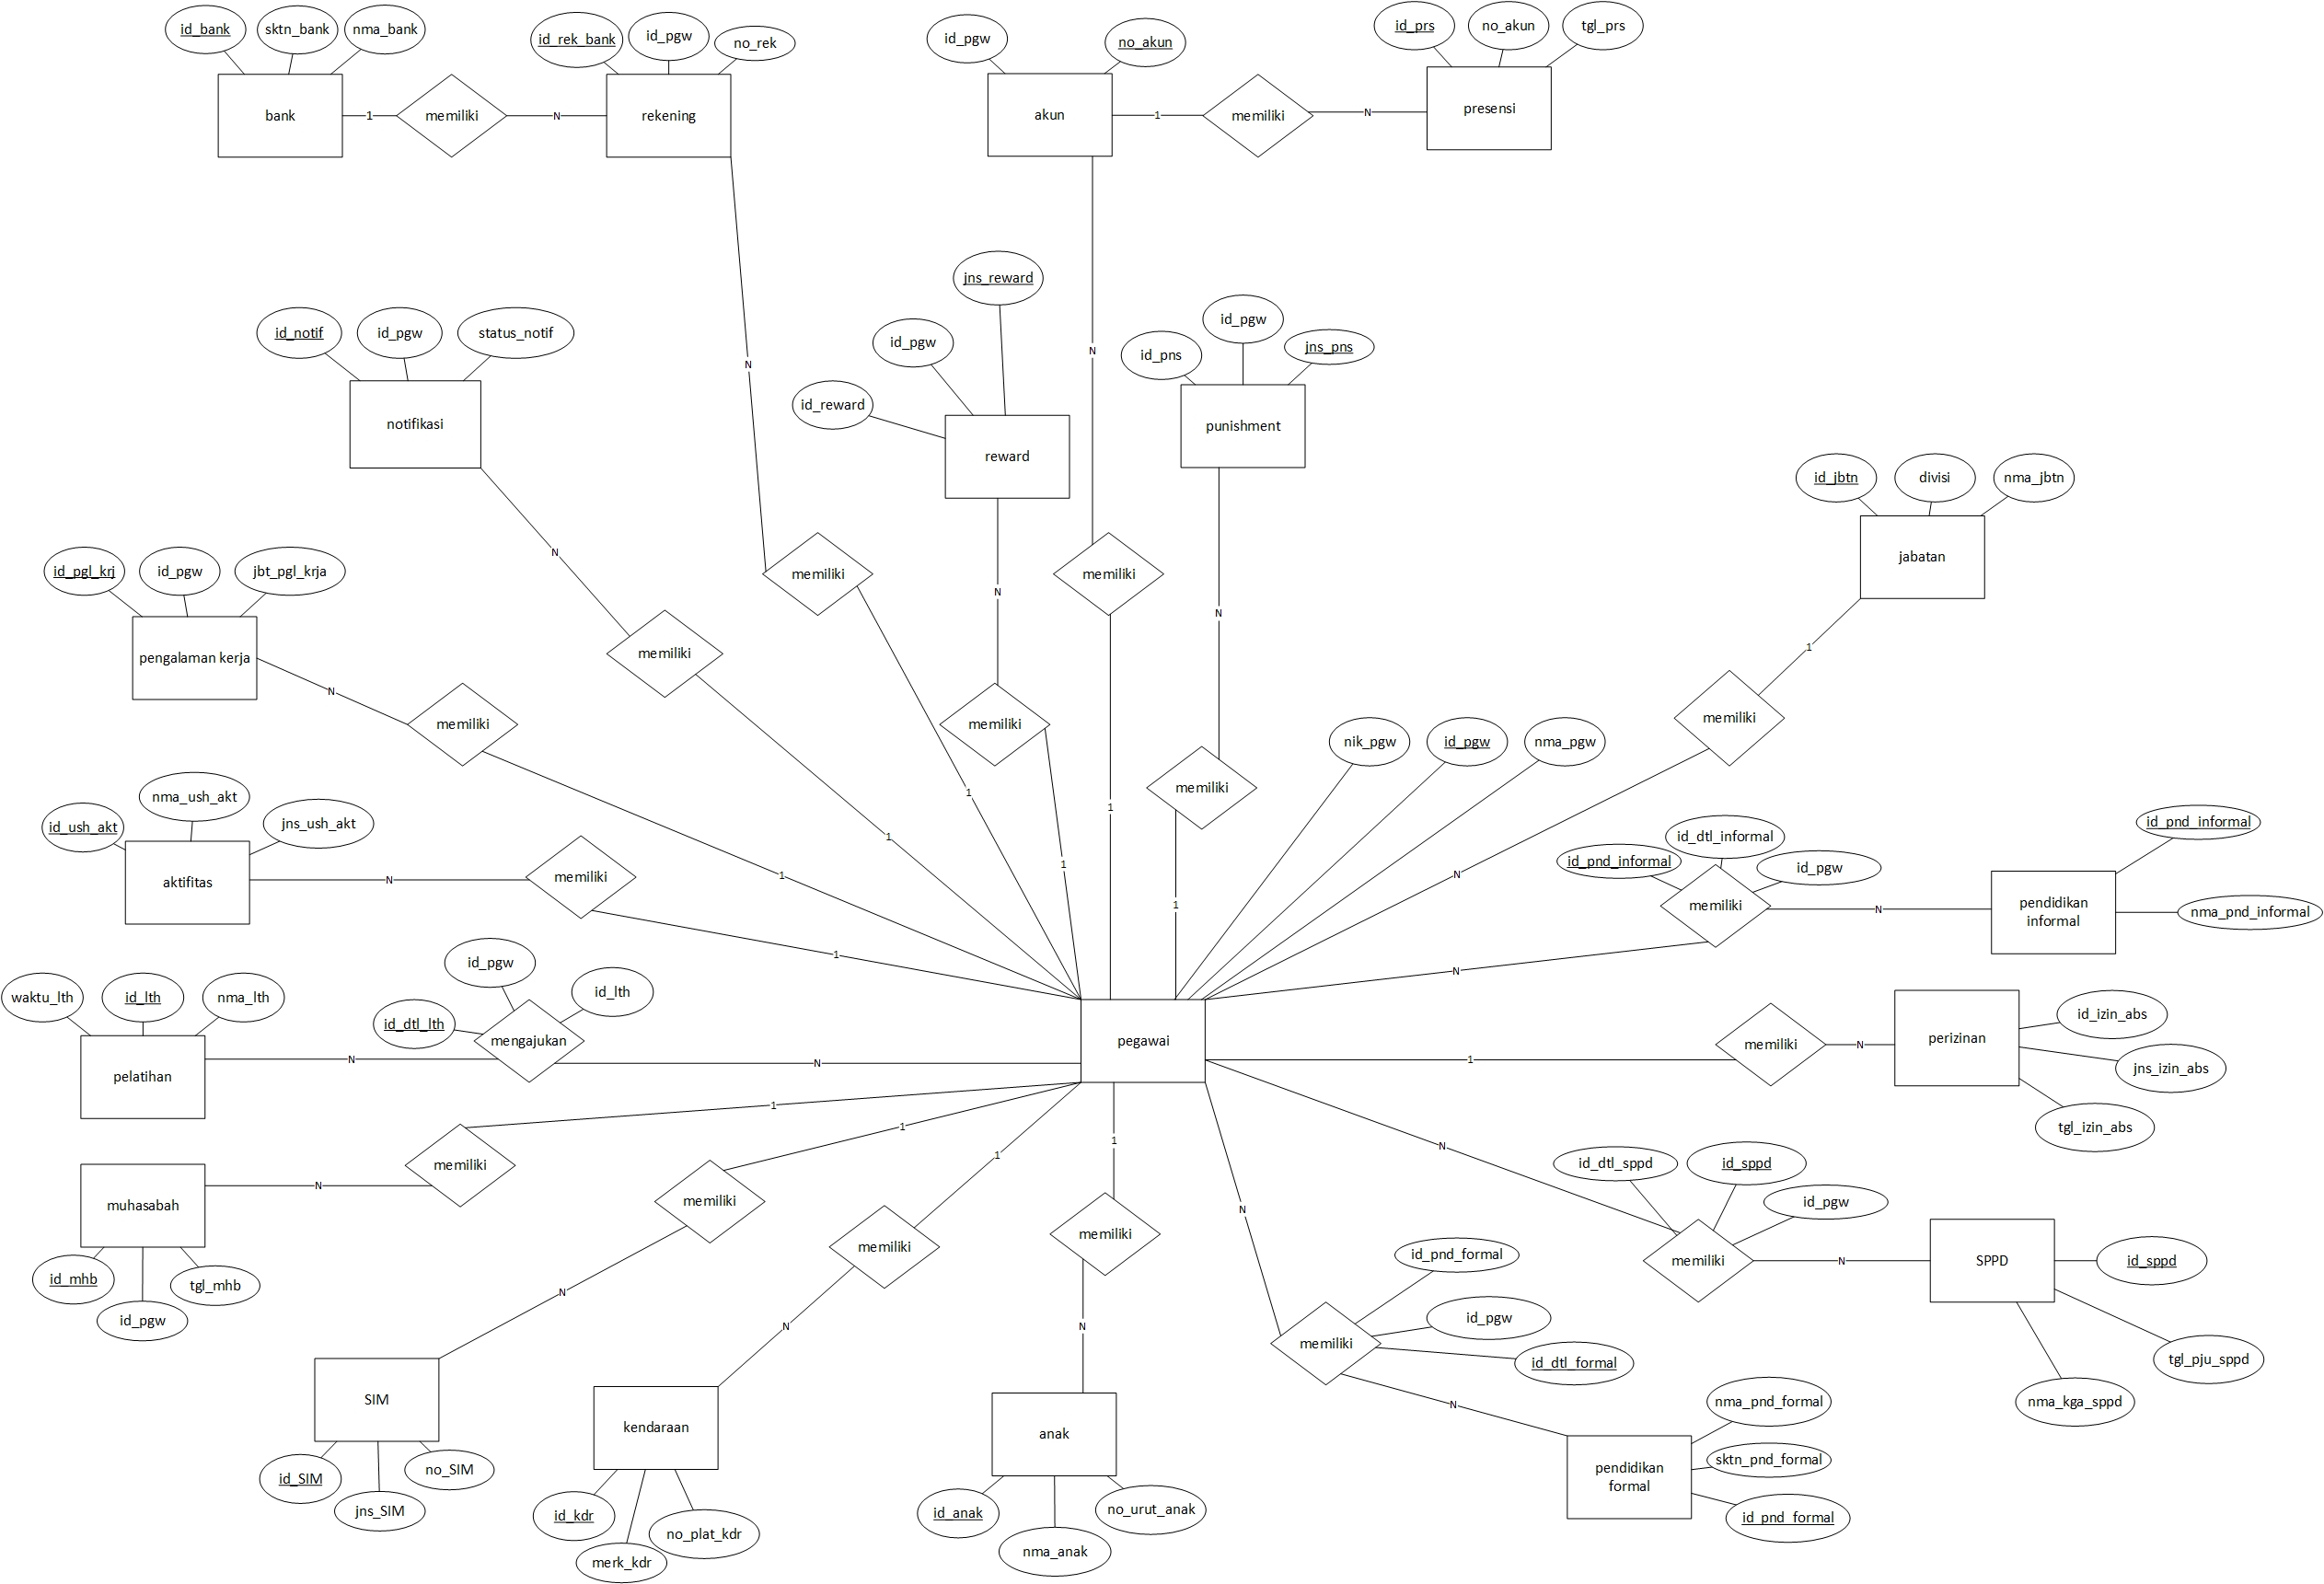 id_bank
sktn_bank
nma_bank
id_rek_bank
id_pgw
no_rek
id_pgw
no_akun
id_prs
no_akun
tgl_prs
bank
1
memiliki
N
rekening
akun
1
memiliki
N
presensi
jns_reward
id_notif
id_pgw
status_notif
id_pgw
id_pgw
id_pns
jns_pns
N
N
id_reward
notifikasi
reward
punishment
id_jbtn
divisi
nma_jbtn
N
jabatan
id_pgl_krj
id_pgw
jbt_pgl_krja
memiliki
memiliki
N
N
pengalaman kerja
memiliki
1
N
memiliki
memiliki
memiliki
nik_pgw
id_pgw
nma_pgw
memiliki
1
nma_ush_akt
jns_ush_akt
id_ush_akt
1
1
id_pnd_informal
id_dtl_informal
id_pnd_informal
id_pgw
aktifitas
N
memiliki
1
1
1
N
memiliki
N
pendidikan
informal
nma_pnd_informal
1
N
id_pgw
waktu_lth
id_lth
nma_lth
id_lth
id_dtl_lth
mengajukan
pelatihan
N
N
pegawai
1
memiliki
N
perizinan
id_izin_abs
jns_izin_abs
tgl_izin_abs
1
1
1
1
N
muhasabah
N
memiliki
memiliki
memiliki
memiliki
N
id_dtl_sppd
id_sppd
id_pgw
id_mhb
id_pgw
tgl_mhb
N
N
N
id_pnd_formal
id_pgw
id_dtl_formal
memiliki
memiliki
N
SPPD
id_sppd
tgl_pju_sppd
nma_kga_sppd
SIM
kendaraan
anak
N
nma_pnd_formal
sktn_pnd_formal
pendidikan
formal
id_pnd_formal
id_SIM
jns_SIM
no_SIM
id_kdr
merk_kdr
no_plat_kdr
id_anak
nma_anak
no_urut_anak